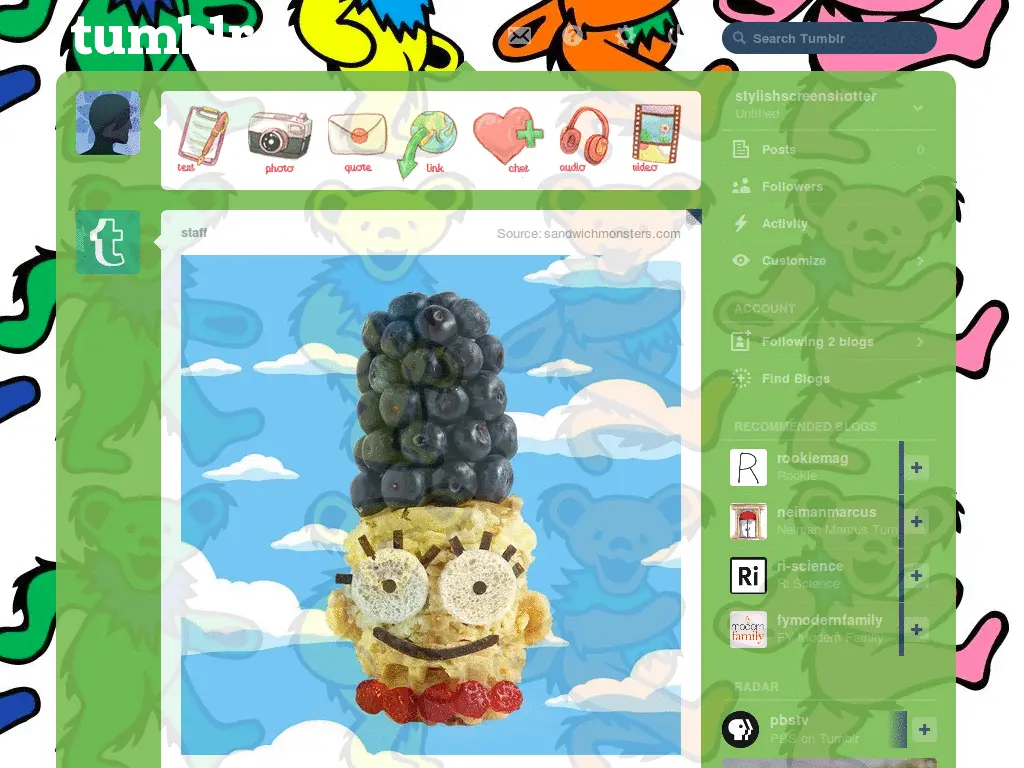 tumblr.
Search Tumblr
stylishscreenshotter
Untitled
text
photo
quote
link
chat
audio
video
Posts
0
Followers
3
Activity
Customize
t
staff
Source: sandwichmonsters.com
ACCOUNT
Following 2 blogs
Find Blogs
RECOMMENDED BLOGS
R
rookiemag
Rookie
neimanmarcus
Neiman Marcus Tum
Ri
ri-science
Ri Science
A
modern
family
fymodernfamily
FY Modern Family
RADAR
pbstv
PBS on Tumblr